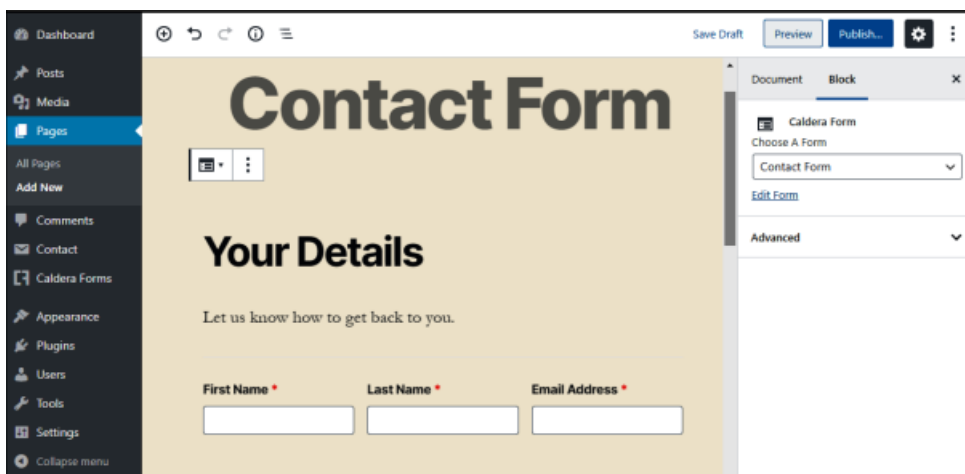 Dashboard
Posts
Media
Pages
All Pages
Add New
Comments
Contact
Caldera Forms
Appearance
Plugins
Users
Tools
Settings
Collapse menu
Save Draft
Preview
Publish...
Contact Form
Your Details
Let us know how to get back to you.
First Name *
Last Name *
Email Address *
Document
Block
Caldera Form
Choose A Form
Contact Form
Edit Form
Advanced